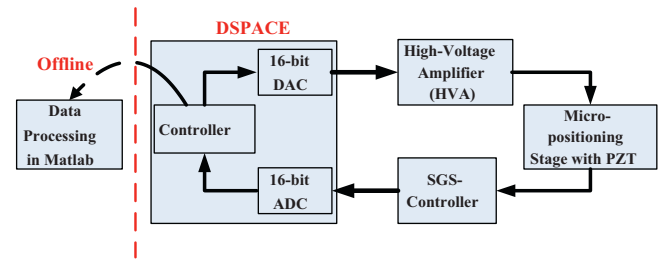 DSPACE
Offline
Data
Processing
in Matlab
Controller
16-bit
DAC
16-bit
ADC
High-Voltage
Amplifier
(HVA)
Micro-
positioning
Stage with PZT
SGS-
Controller